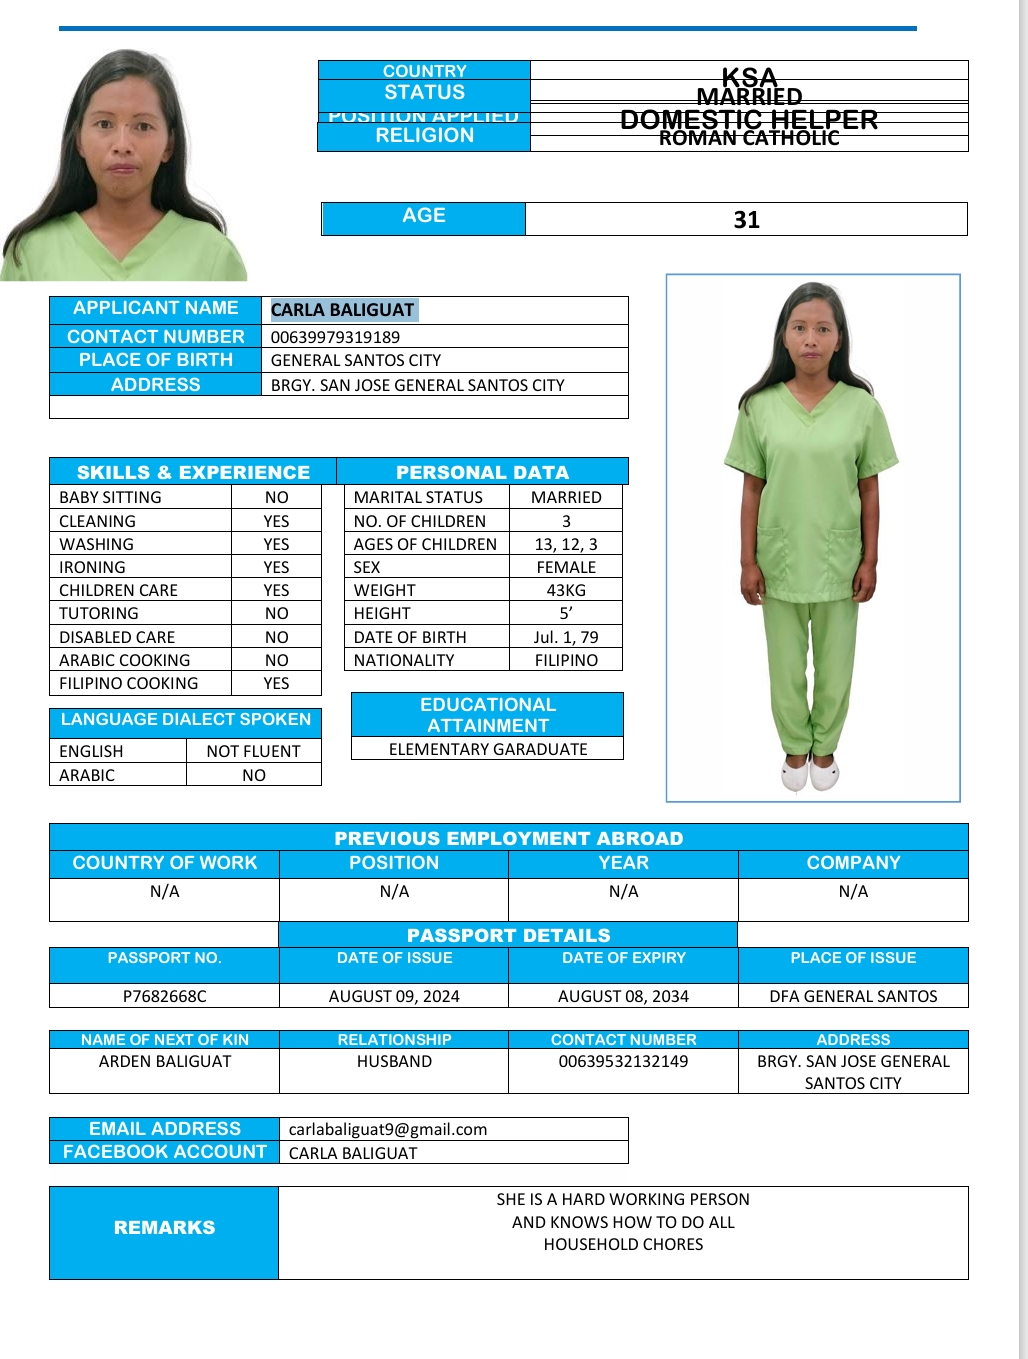 COUNTRY KSA
STATUS MARRIED
POSITION APPLIED DOMESTIC HELPER
RELIGION ROMAN CATHOLIC
AGE 31
APPLICANT NAME CARLA BALIGUAT
CONTACT NUMBER 00639979319189
PLACE OF BIRTH GENERAL SANTOS CITY
ADDRESS BRGY. SAN JOSE GENERAL SANTOS CITY
SKILLS & EXPERIENCE
BABY SITTING NO
CLEANING YES
WASHING YES
IRONING YES
CHILDREN CARE YES
TUTORING NO
DISABLED CARE NO
ARABIC COOKING NO
FILIPINO COOKING YES
LANGUAGE DIALECT SPOKEN
ENGLISH NOT FLUENT
ARABIC NO
PERSONAL DATA
MARITAL STATUS MARRIED
NO. OF CHILDREN 3
AGES OF CHILDREN 13, 12, 3
SEX FEMALE
WEIGHT 43KG
HEIGHT 5’
DATE OF BIRTH Jul. 1, 79
NATIONALITY FILIPINO
EDUCATIONAL
ATTAINMENT
ELEMENTARY GARADUATE
PREVIOUS EMPLOYMENT ABROAD
COUNTRY OF WORK POSITION YEAR COMPANY
N/A N/A N/A N/A
PASSPORT DETAILS
PASSPORT NO. DATE OF ISSUE DATE OF EXPIRY PLACE OF ISSUE
P7682668C AUGUST 09, 2024 AUGUST 08, 2034 DFA GENERAL SANTOS
NAME OF NEXT OF KIN RELATIONSHIP CONTACT NUMBER ADDRESS
ARDEN BALIGUAT HUSBAND 00639532132149 BRGY. SAN JOSE GENERAL
SANTOS CITY
EMAIL ADDRESS carlabaliguat9@gmail.com
FACEBOOK ACCOUNT CARLA BALIGUAT
REMARKS
SHE IS A HARD WORKING PERSON
AND KNOWS HOW TO DO ALL
HOUSEHOLD CHORES